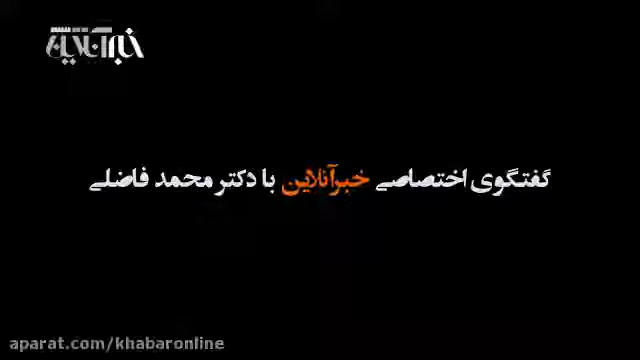 خبرآنلاین
گفتگوی اختصاصی خبرآنلاین با دکتر محمد فاضلی
aparat.com/khabaronline